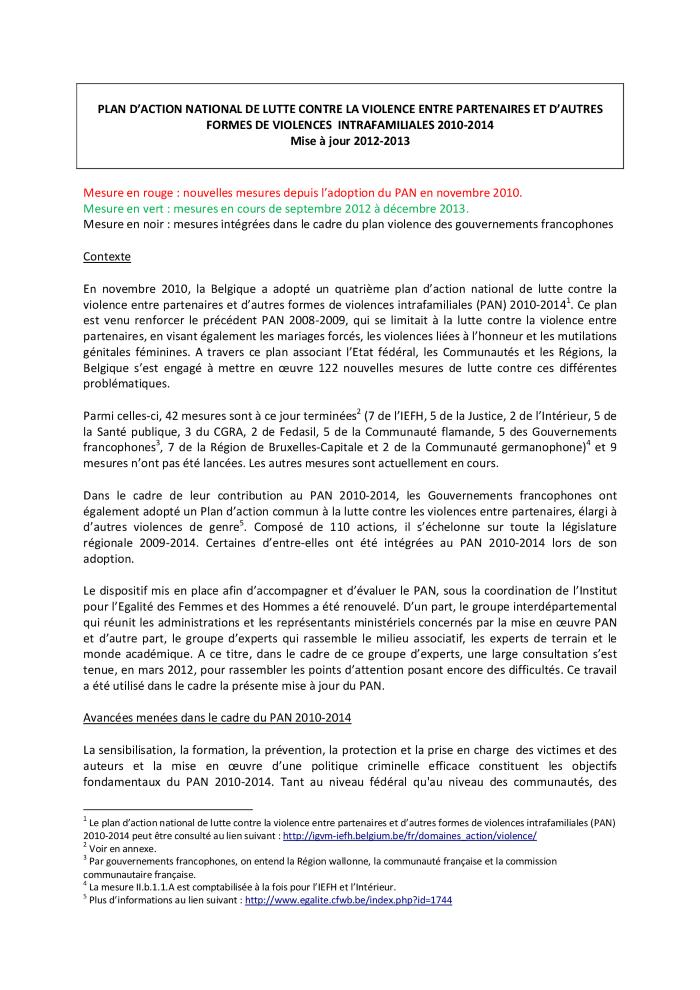 PLAN D'ACTION NATIONAL DE LUTTE CONTRE LA VIOLENCE ENTRE PARTENAIRES ET D'AUTRES
FORMES DE VIOLENCES INTRAFAMILIALES 2010-2014
Mise à jour 2012-2013
Mesure en rouge : nouvelles mesures depuis l'adoption du PAN en novembre 2010.
Mesure en vert : mesures en cours de septembre 2012 à décembre 2013.
Mesure en noir : mesures intégrées dans le cadre du plan violence des gouvernements francophones
Contexte
En novembre 2010, la Belgique a adopté un quatrième plan d'action national de lutte contre la
violence entre partenaires et d'autres formes de violences intrafamiliales (PAN) 2010-2014¹. Ce plan
est venu renforcer le précédent PAN 2008-2009, qui se limitait à la lutte contre la violence entre
partenaires, en visant également les mariages forcés, les violences liées à l'honneur et les mutilations
génitales féminines. A travers ce plan associant l'Etat fédéral, les Communautés et les Régions, la
Belgique s'est engagé à mettre en œuvre 122 nouvelles mesures de lutte contre ces différentes
problématiques.
Parmi celles-ci, 42 mesures sont à ce jour terminées² (7 de l'IEFH, 5 de la Justice, 2 de l'Intérieur, 5 de
la Santé publique, 3 du CGRA, 2 de Fedasil, 5 de la Communauté flamande, 5 des Gouvernements
francophones³, 7 de la Région de Bruxelles-Capitale et 2 de la Communauté germanophone)⁴ et 9
mesures n'ont pas été lancées. Les autres mesures sont actuellement en cours.
Dans le cadre de leur contribution au PAN 2010-2014, les Gouvernements francophones ont
également adopté un Plan d'action commun à la lutte contre les violences entre partenaires, élargi à
d'autres violences de genre⁵. Composé de 110 actions, il s'échelonne sur toute la législature
régionale 2009-2014. Certaines d'entre-elles ont été intégrées au PAN 2010-2014 lors de son
adoption.
Le dispositif mis en place afin d'accompagner et d'évaluer le PAN, sous la coordination de l'Institut
pour l'Egalité des Femmes et des Hommes a été renouvelé. D'un part, le groupe interdépartemental
qui réunit les administrations et les représentants ministériels concernés par la mise en œuvre PAN
et d'autre part, le groupe d'experts qui rassemble le milieu associatif, les experts de terrain et le
monde académique. A ce titre, dans le cadre de ce groupe d'experts, une large consultation s'est
tenue, en mars 2012, pour rassembler les points d'attention posant encore des difficultés. Ce travail
a été utilisé dans le cadre la présente mise à jour du PAN.
Avancées menées dans le cadre du PAN 2010-2014
La sensibilisation, la formation, la prévention, la protection et la prise en charge des victimes et des
auteurs et la mise en œuvre d'une politique criminelle efficace constituent les objectifs
fondamentaux du PAN 2010-2014. Tant au niveau fédéral qu'au niveau des communautés, des
¹ Le plan d'action national de lutte contre la violence entre partenaires et d'autres formes de violences intrafamiliales (PAN)
2010-2014 peut être consulté au lien suivant : http://igvm-iefh.belgium.be/fr/domaines_action/violence/
² Voir en annexe.
³ Par gouvernements francophones, on entend la Région wallonne, la communauté française et la commission
communautaire française.
⁴ La mesure II.b.1.1.A est comptabilisée à la fois pour l'IEFH et l'Intérieur.
⁵ Plus d'informations au lien suivant : http://www.egalite.cfwb.be/index.php?id=1744